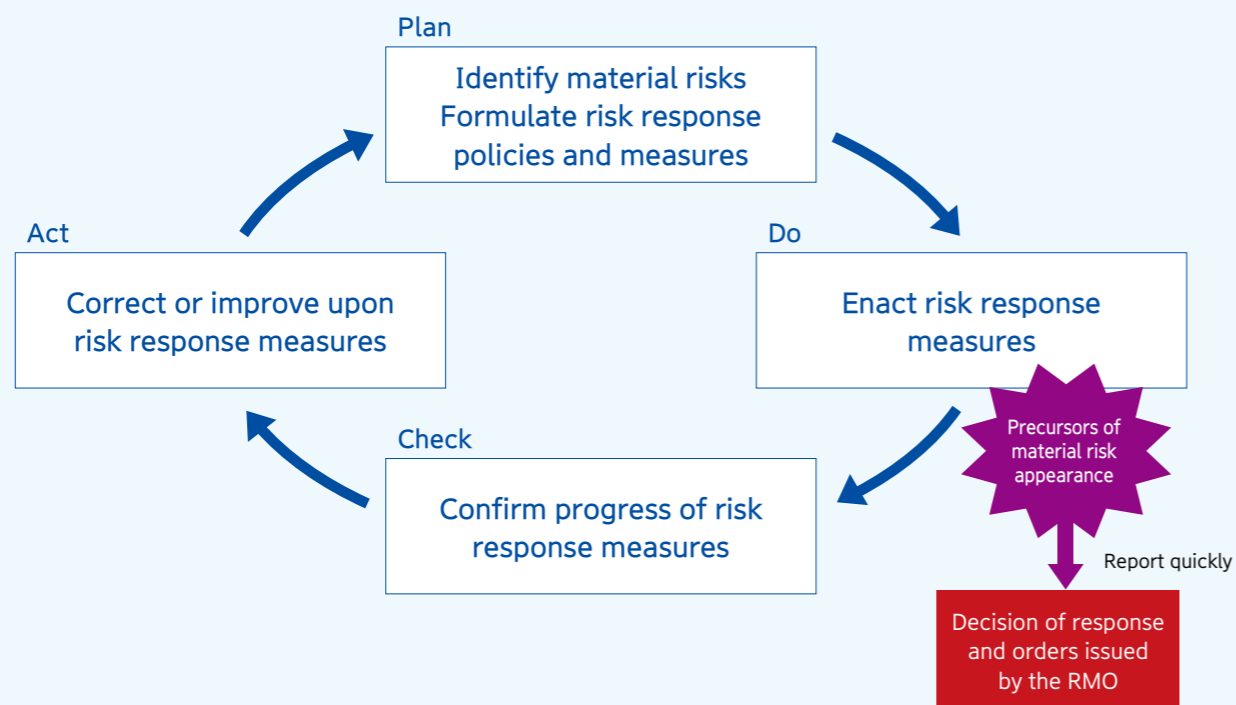 Plan
Identify material risks
Formulate risk response
policies and measures
Act
Correct or improve upon
risk response measures
Do
Enact risk response
measures
Precursors of
material risk
appearance
Check
Confirm progress of risk
response measures
Report quickly
Decision of response
and orders issued
by the RMO